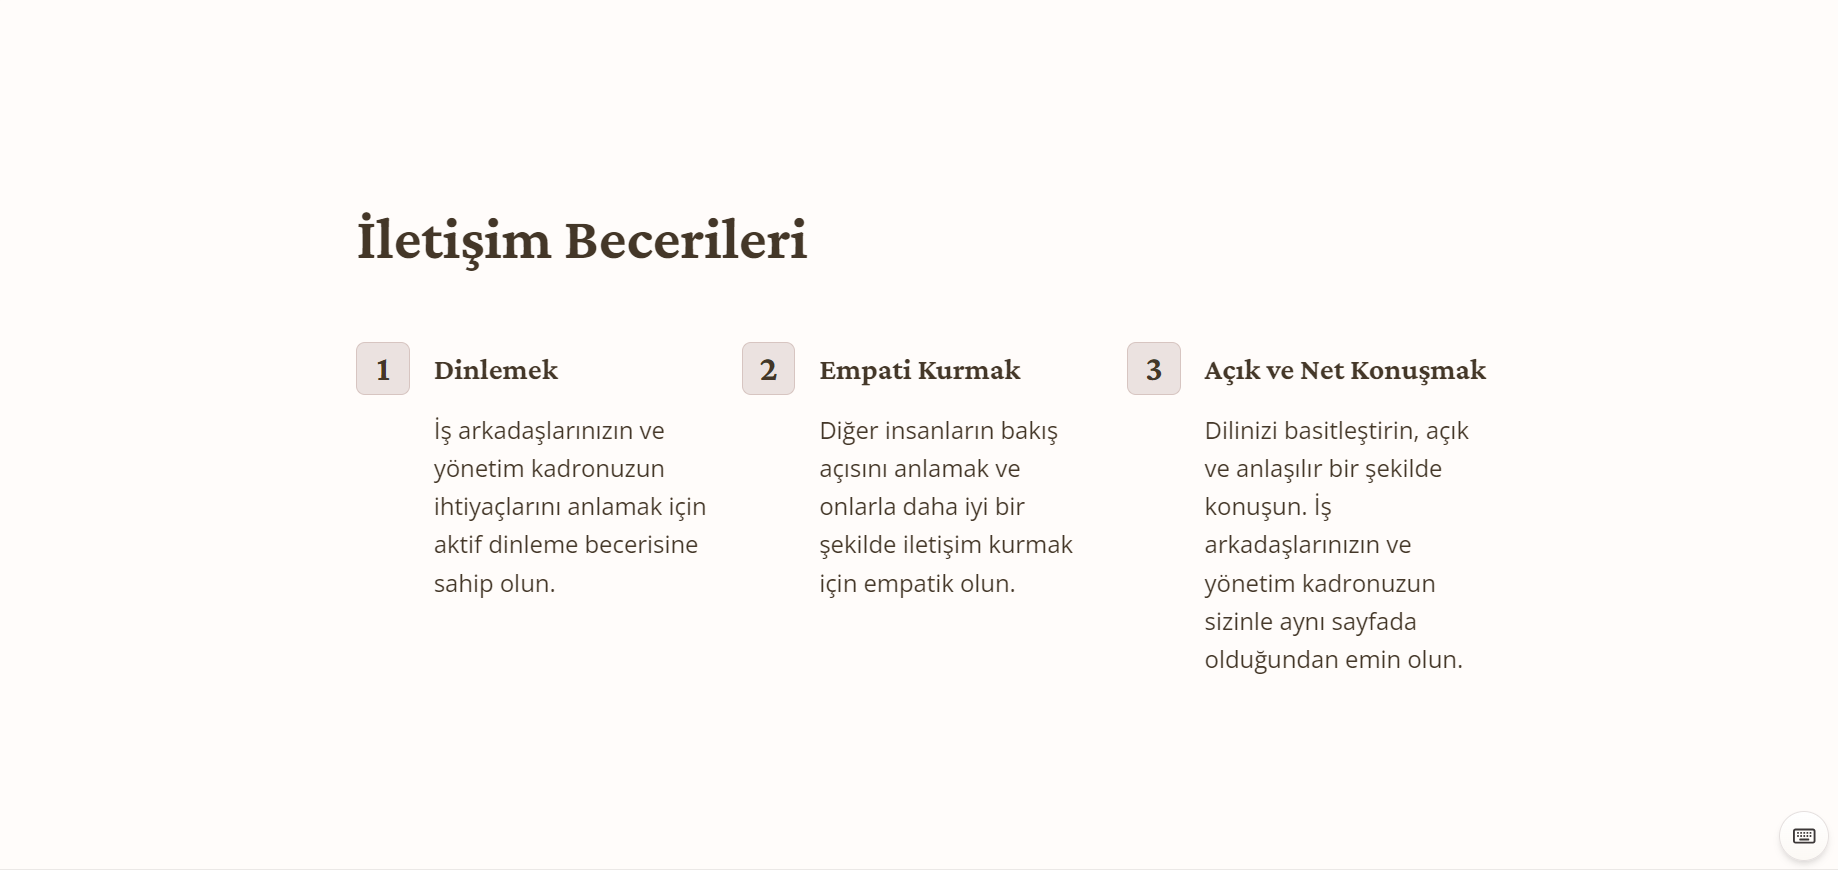 İletişim Becerileri
1
Dinlemek
İş arkadaşlarınızın ve
yönetim kadronuzun
ihtiyaçlarını anlamak için
aktif dinleme becerisine
sahip olun.
2
Empati Kurmak
Diğer insanların bakış
açısını anlamak ve
onlarla daha iyi bir
şekilde iletişim kurmak
için empatik olun.
3
Açık ve Net Konuşmak
Dilinizi basitleştirin, açık
ve anlaşılır bir şekilde
konuşun. İş
arkadaşlarınızın ve
yönetim kadronuzun
sizinle aynı sayfada
olduğundan emin olun.